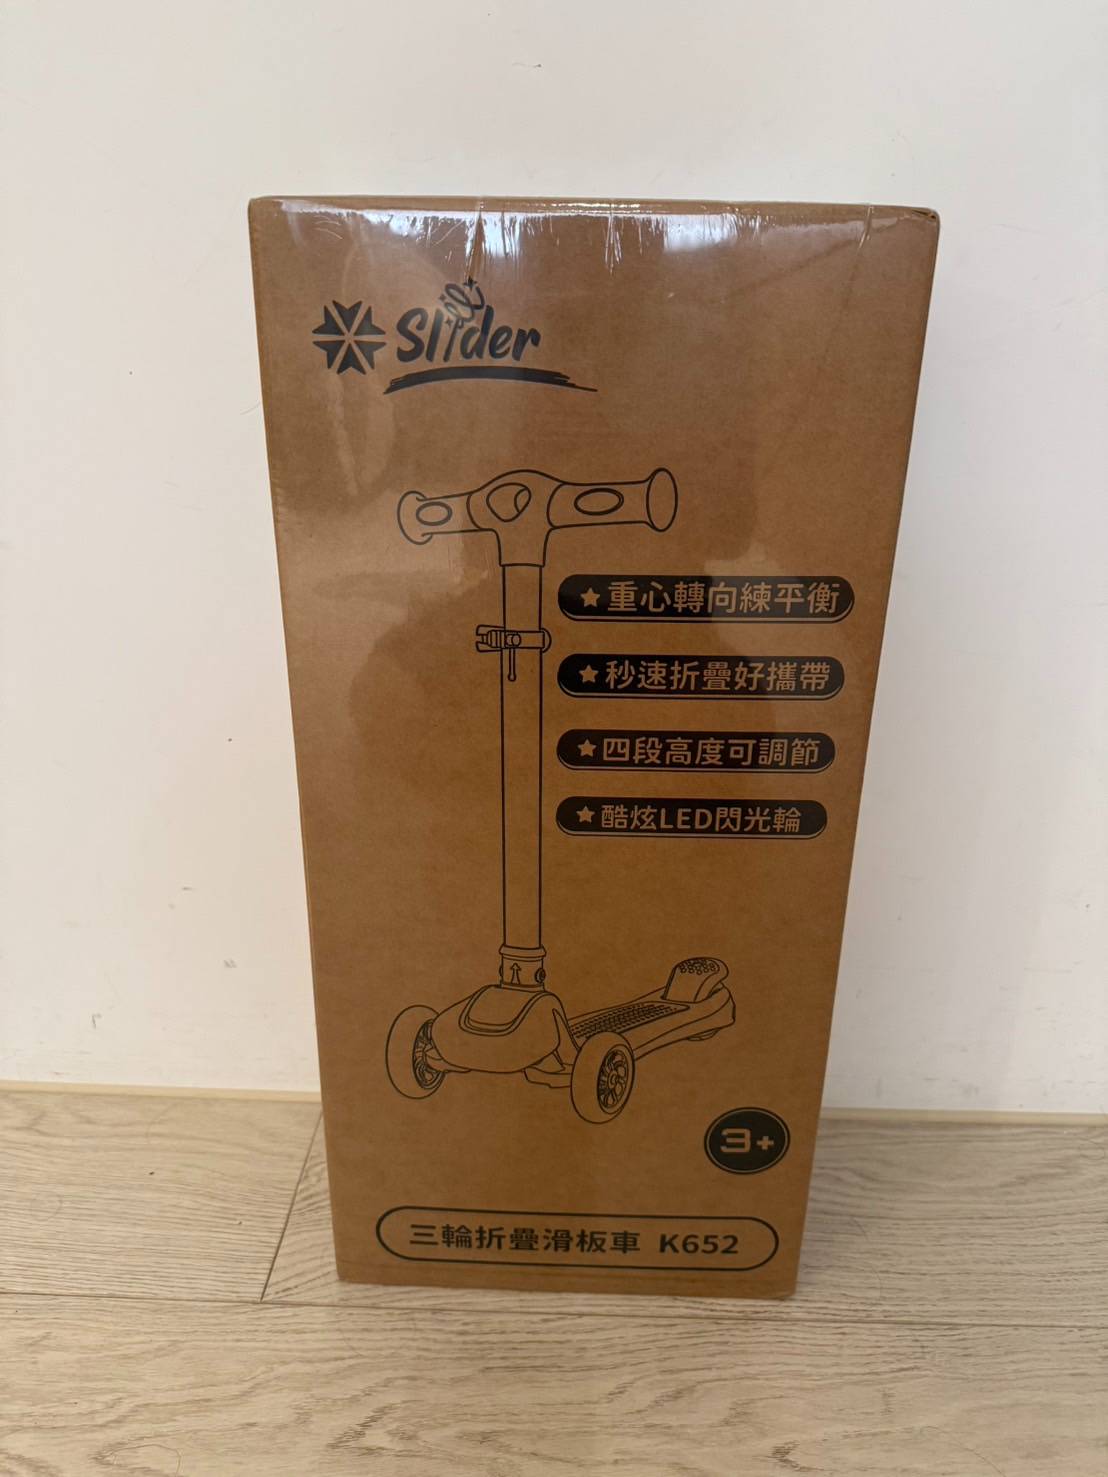 Slider
★重心轉向練平衡
★秒速折疊好攜帶
★四段高度可調節
★酷炫LED閃光輪
3+
三輪折疊滑板車 K652